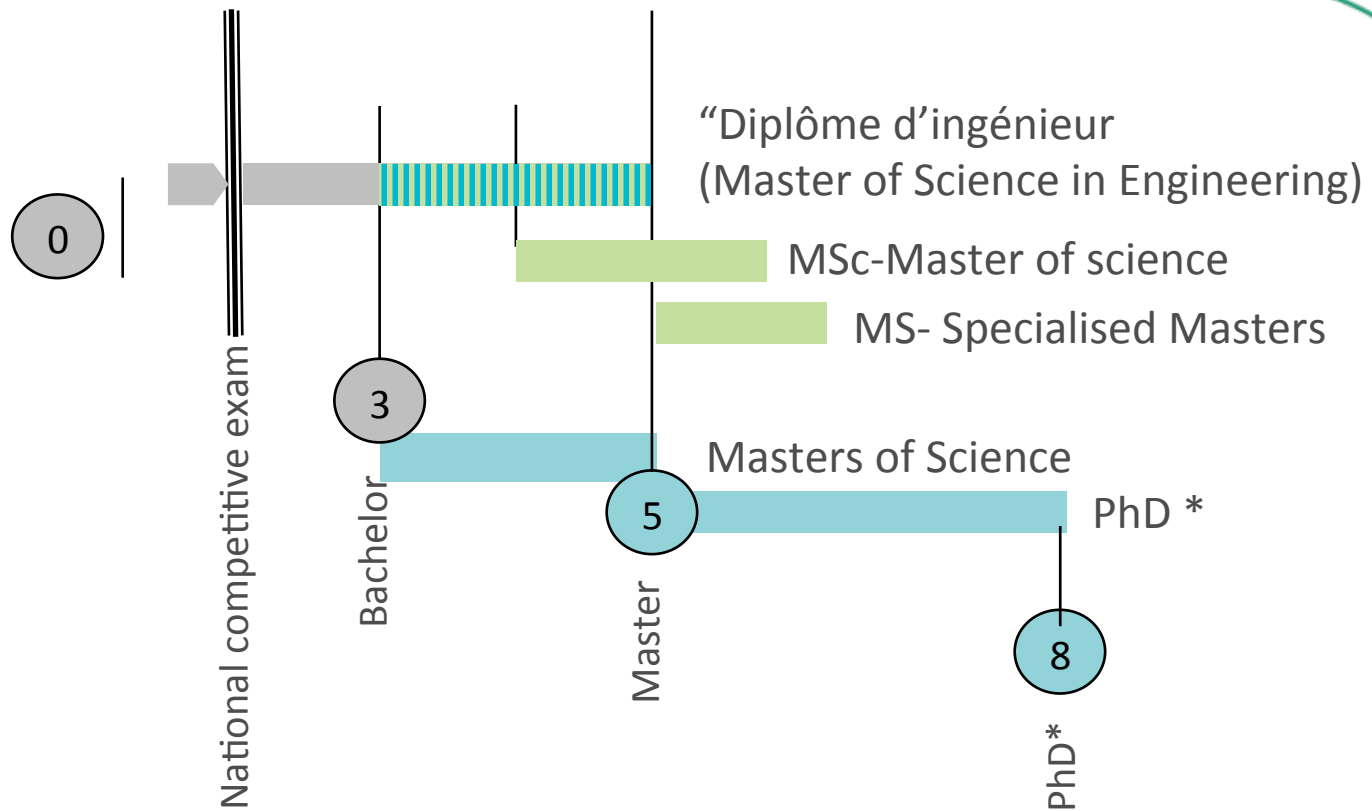 “Diplôme d’ingénieur
(Master of Science in Engineering)
0
MSc-Master of science
MS- Specialised Masters
National competitive exam
3
Bachelor
Masters of Science
5
Master
PhD *
8
PhD*